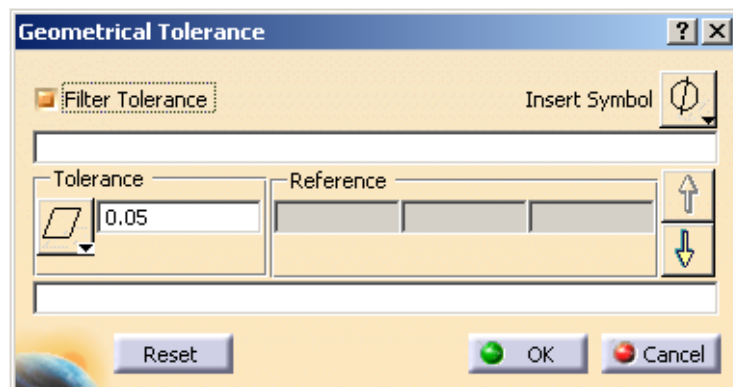 Geometrical Tolerance
Filter Tolerance Insert Symbol
Tolerance Reference
0.05
Reset OK Cancel